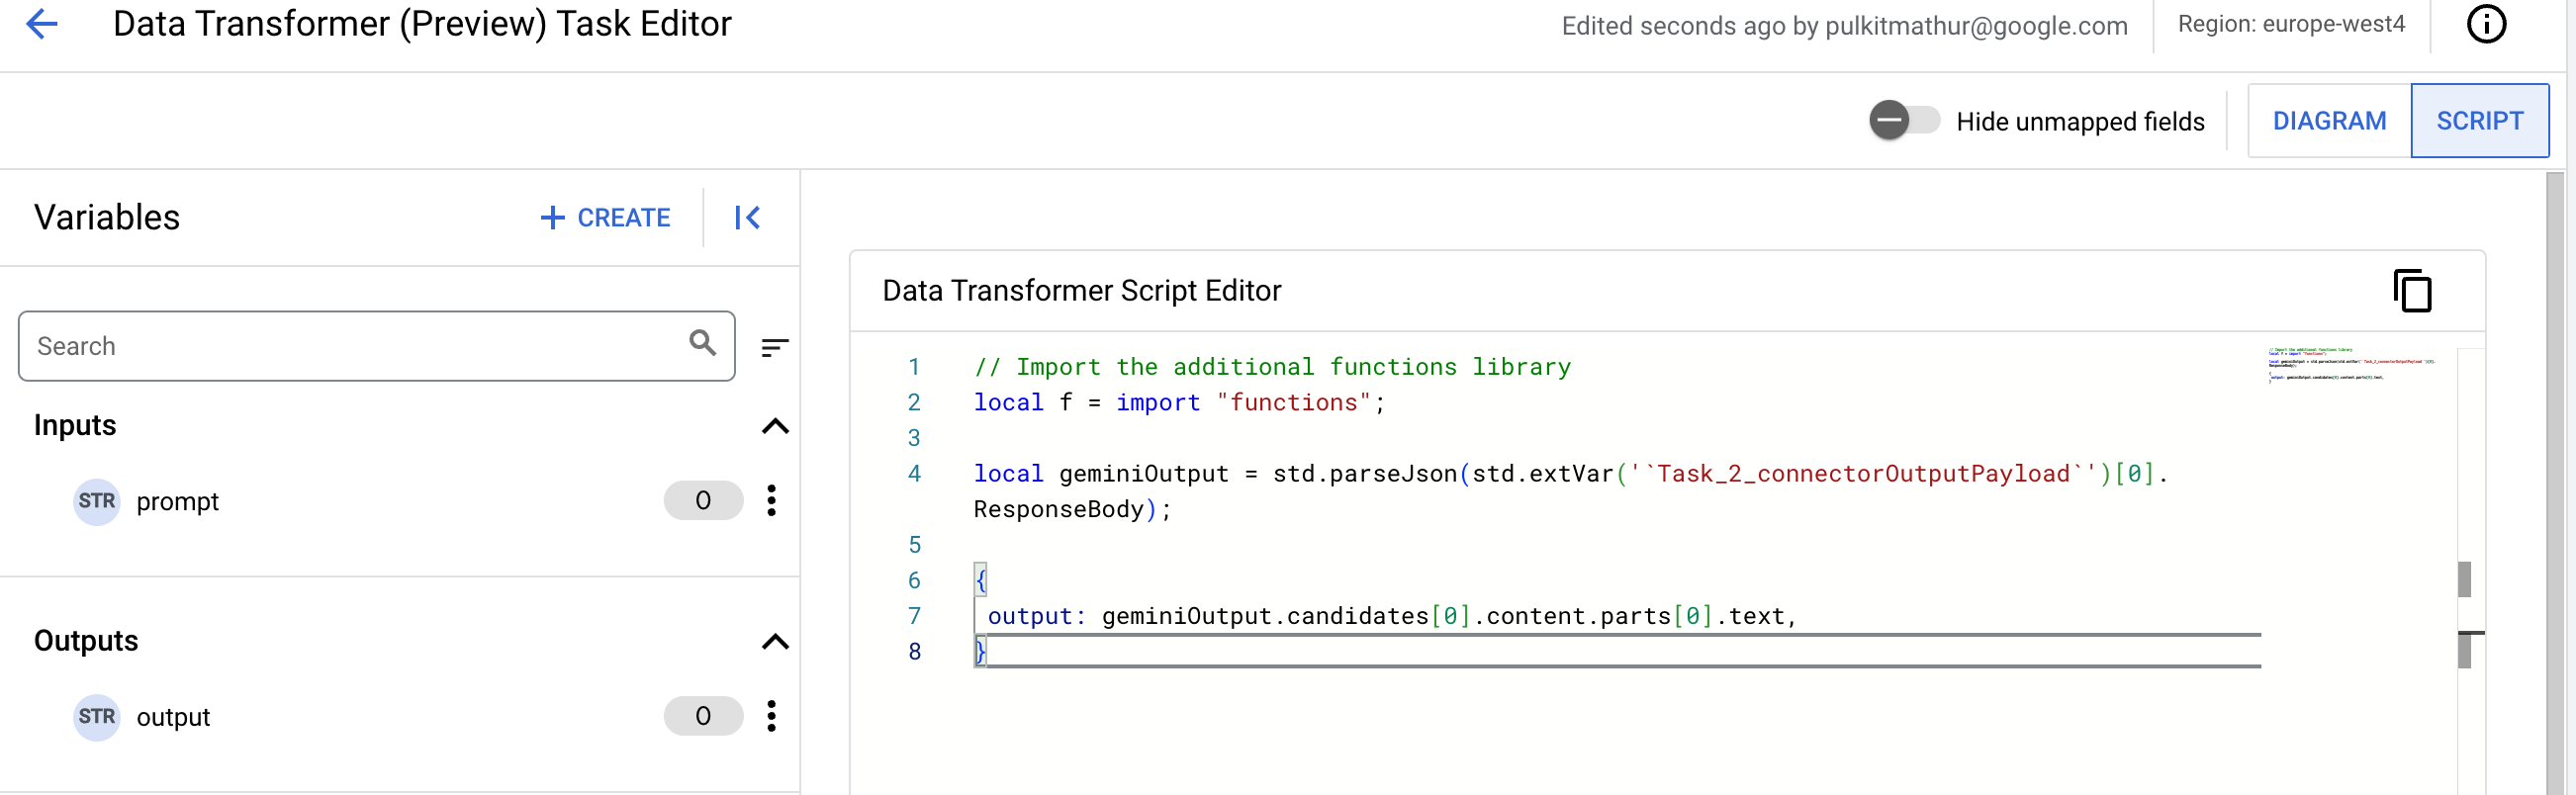 Data Transformer (Preview) Task Editor
Edited seconds ago by pulkitmathur@google.com
Region: europe-west4
Hide unmapped fields
DIAGRAM
SCRIPT
Variables
CREATE
Search
Inputs
STR prompt 0
Outputs
STR output 0
Data Transformer Script Editor
1 // Import the additional functions library
2 local f = import "functions";
3
4 local geminiOutput = std.parseJson(std.extVar('`Task_2_connectorOutputPayload`')[0].
ResponseBody);
5
6 {
7 output: geminiOutput.candidates[0].content.parts[0].text,
8 }